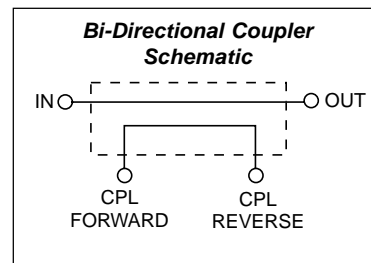 Bi-Directional Coupler
Schematic
IN OUT
CPL CPL
FORWARD REVERSE